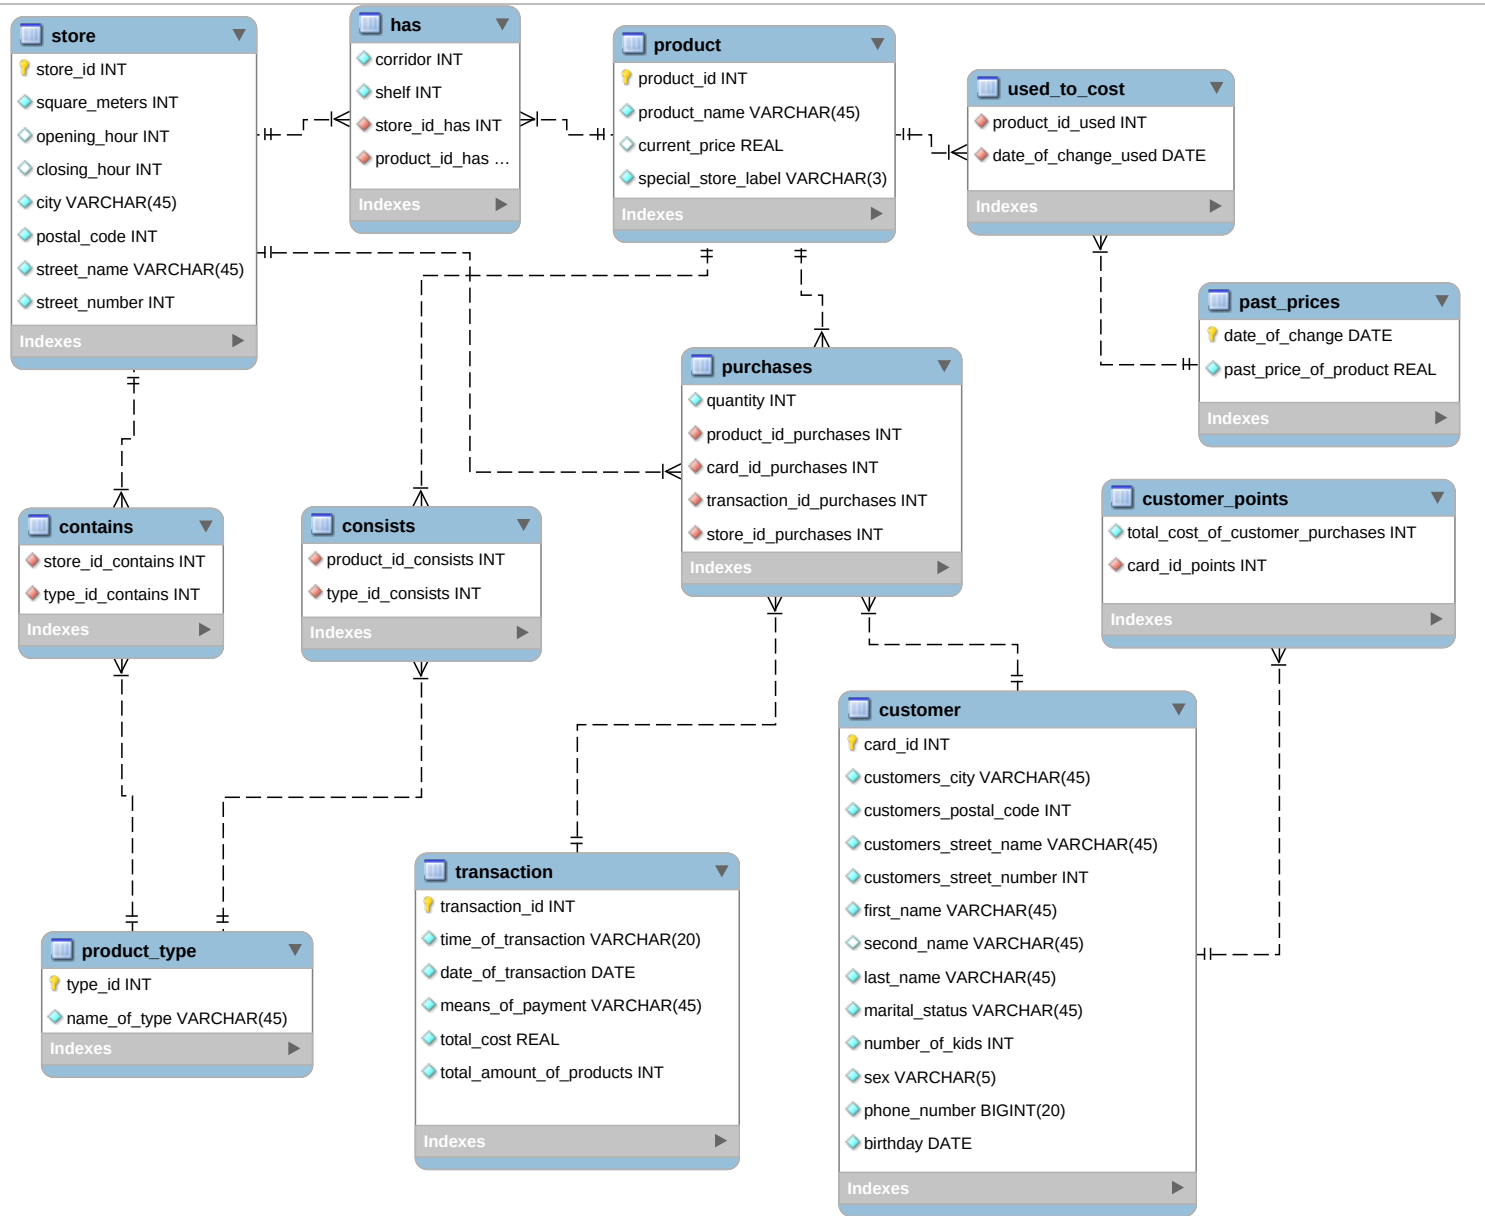 store
store_id INT
square_meters INT
opening_hour INT
closing_hour INT
city VARCHAR(45)
postal_code INT
street_name VARCHAR(45)
street_number INT
Indexes
has
corridor INT
shelf INT
store_id_has INT
product_id_has ...
Indexes
product
product_id INT
product_name VARCHAR(45)
current_price REAL
special_store_label VARCHAR(3)
Indexes
used_to_cost
product_id_used INT
date_of_change_used DATE
Indexes
past_prices
date_of_change DATE
past_price_of_product REAL
Indexes
purchases
quantity INT
product_id_purchases INT
card_id_purchases INT
transaction_id_purchases INT
store_id_purchases INT
Indexes
customer_points
total_cost_of_customer_purchases INT
card_id_points INT
Indexes
contains
store_id_contains INT
type_id_contains INT
Indexes
consists
product_id_consists INT
type_id_consists INT
Indexes
customer
card_id INT
customers_city VARCHAR(45)
customers_postal_code INT
customers_street_name VARCHAR(45)
customers_street_number INT
first_name VARCHAR(45)
second_name VARCHAR(45)
last_name VARCHAR(45)
marital_status VARCHAR(45)
number_of_kids INT
sex VARCHAR(5)
phone_number BIGINT(20)
birthday DATE
Indexes
transaction
transaction_id INT
time_of_transaction VARCHAR(20)
date_of_transaction DATE
means_of_payment VARCHAR(45)
total_cost REAL
total_amount_of_products INT
Indexes
product_type
type_id INT
name_of_type VARCHAR(45)
Indexes